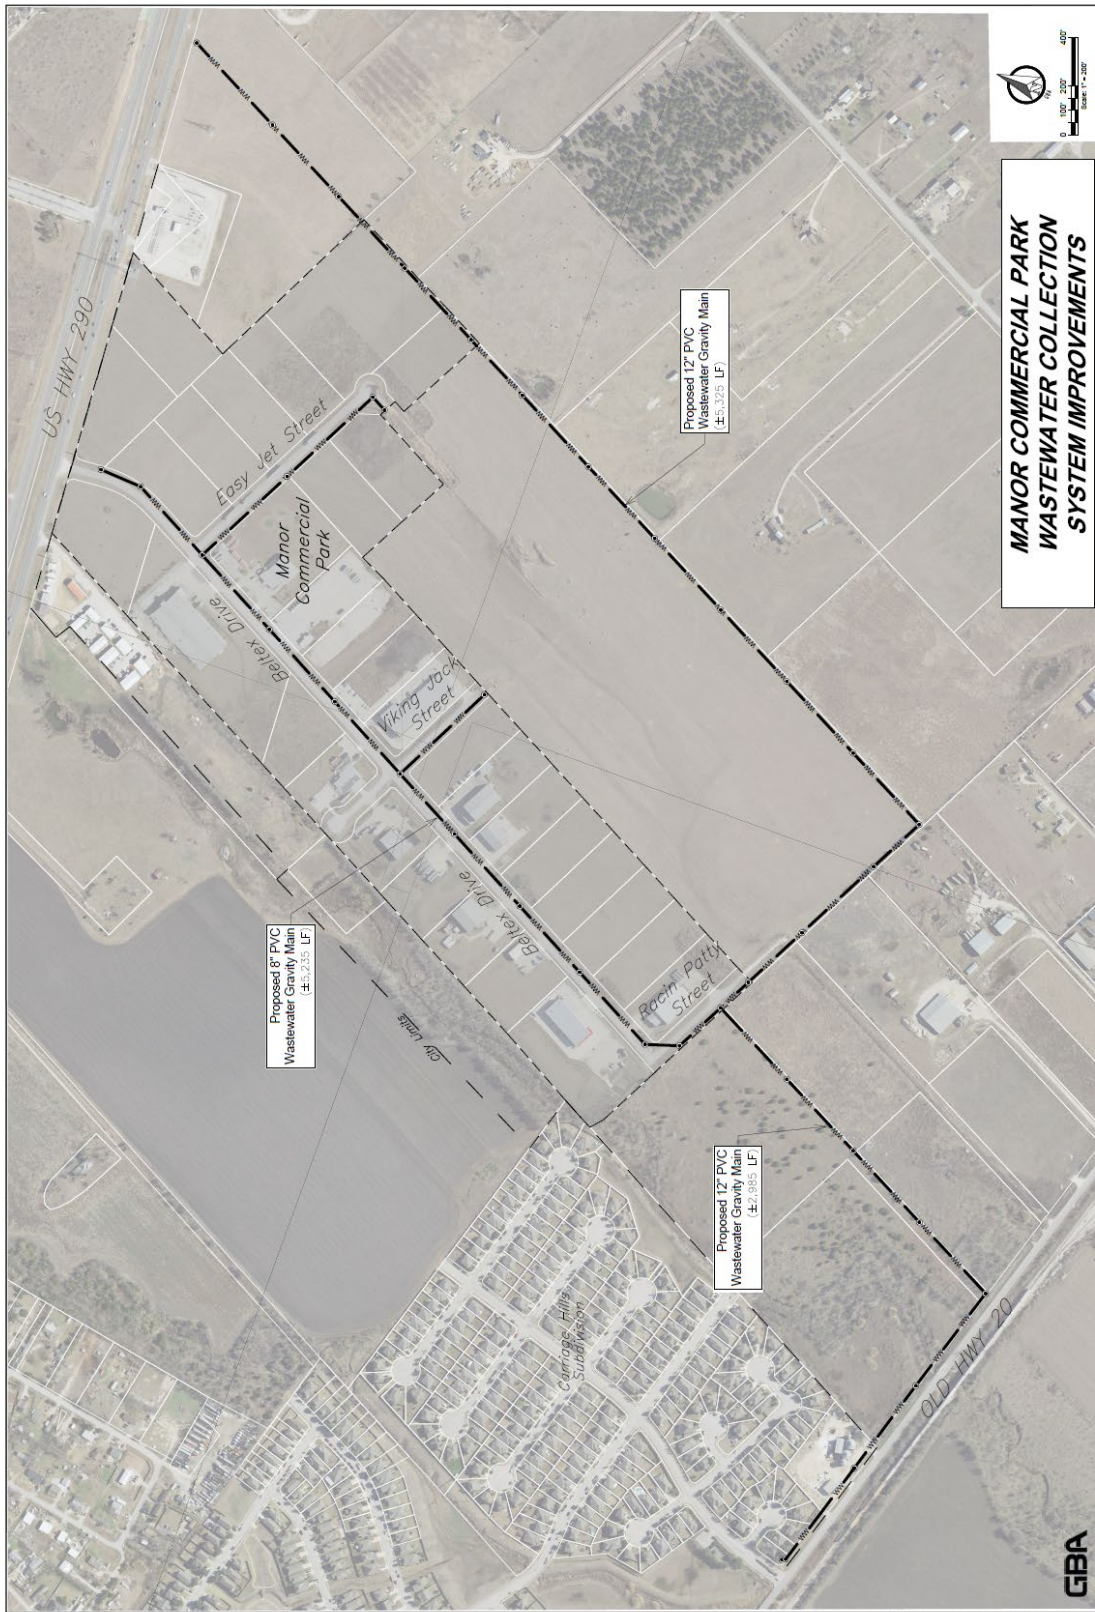 US HWY 290
Easy Jet Street
Manor
Commercial
Park
Beltex Drive
Viking Jack
Street
Proposed 12" PVC
Wastewater Gravity Main
(±5,325 LF)
Proposed 8" PVC
Wastewater Gravity Main
(±5,235 LF)
Beltex Drive
City Limits
Racin Patty
Street
Proposed 12" PVC
Wastewater Gravity Main
(±2,985 LF)
Carriage Hills
Subdivision
OLD HWY 20
0 100' 200' 400'
Scale: 1" = 200'
MANOR COMMERCIAL PARK
WASTEWATER COLLECTION
SYSTEM IMPROVEMENTS
GBA